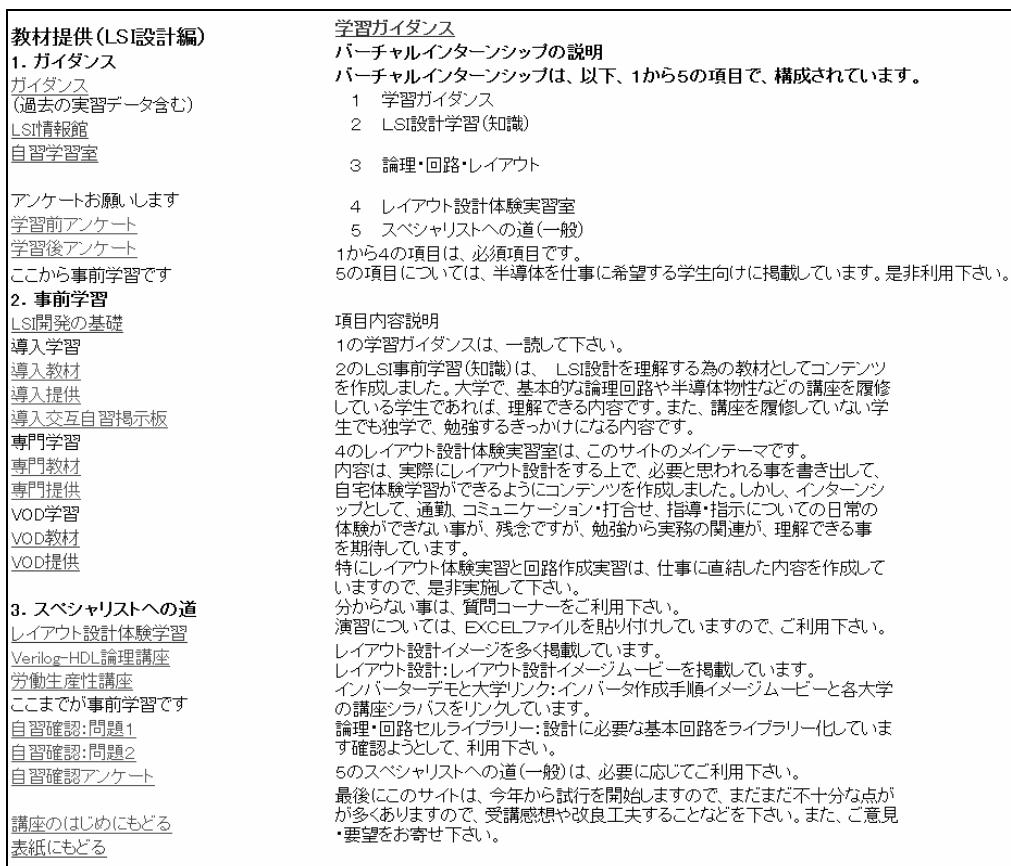 教材提供(LSI設計編)
1. ガイダンス
ガイダンス
(過去の実習データ含む)
LSI情報館
自習学習室
アンケートお願いします
学習前アンケート
学習後アンケート
ここから事前学習です
2. 事前学習
LSI開発の基礎
導入学習
導入教材
導入提供
導入交互自習掲示板
専門学習
専門教材
専門提供
VOD学習
VOD教材
VOD提供
3. スペシャリストへの道
レイアウト設計体験学習
Verilog-HDL論理講座
労働生産性講座
ここまでが事前学習です
自習確認:問題1
自習確認:問題2
自習確認アンケート
講座のはじめにもどる
表紙にもどる
学習ガイダンス
バーチャルインターンシップの説明
バーチャルインターンシップは、以下、1から5の項目で、構成されています。
1 学習ガイダンス
2 LSI設計学習(知識)
3 論理・回路・レイアウト
4 レイアウト設計体験実習室
5 スペシャリストへの道(一般)
1から4の項目は、必須項目です。
5の項目については、半導体を仕事に希望する学生向けに掲載しています。是非利用下さい。
項目内容説明
1の学習ガイダンスは、一読して下さい。
2のLSI事前学習(知識)は、 LSI設計を理解する為の教材としてコンテンツ
を作成しました。大学で、基本的な論理回路や半導体物性などの講座を履修
している学生であれば、理解できる内容です。また、講座を履修していない学
生でも独学で、勉強するきっかけになる内容です。
4のレイアウト設計体験実習室は、このサイトのメインテーマです。
内容は、実際にレイアウト設計をする上で、必要と思われる事を書き出して、
自宅体験学習ができるようにコンテンツを作成しました。しかし、インターンシ
ップとして、通勤、コミュニケーション・打合せ、指導・指示についての日常の
体験ができない事が、残念ですが、勉強から実務の関連が、理解できる事
を期待しています。
特にレイアウト体験実習と回路作成実習は、仕事に直結した内容を作成して
いますので、是非実施して下さい。
分からない事は、質問コーナーをご利用下さい。
演習については、EXCELファイルを貼り付けしていますので、ご利用下さい。
レイアウト設計イメージを多く掲載しています。
レイアウト設計:レイアウト設計イメージムービーを掲載しています。
インバーターデモと大学リンク:インバータ作成手順イメージムービーと各大学
の講座シラバスをリンクしています。
論理・回路セルライブラリー:設計に必要な基本回路をライブラリー化していま
す確認ようとして、利用下さい。
5のスペシャリストへの道(一般)は、必要に応じてご利用下さい。
最後にこのサイトは、今年から試行を開始しますので、まだまだ不十分な点が
が多くありますので、受講感想や改良工夫することなどを下さい。また、ご意見
・要望をお寄せ下さい。